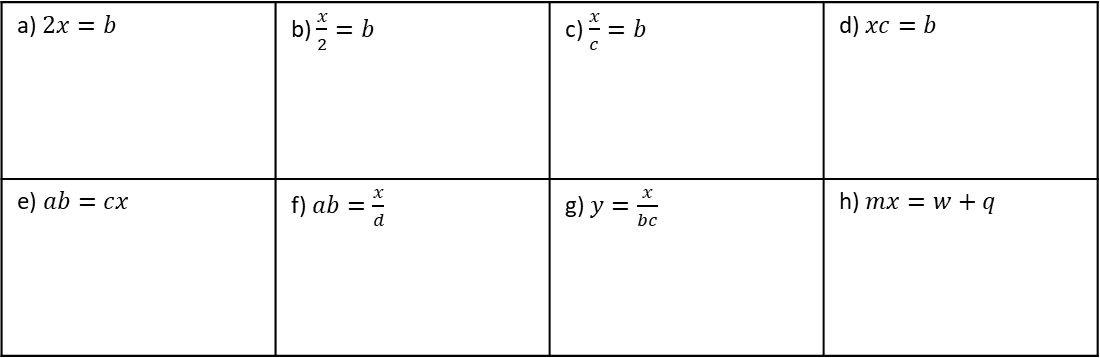 a) 2x = b
b) x/2 = b
c) x/c = b
d) xc = b
e) ab = cx
f) ab = x/d
g) y = x/bc
h) mx = w + q